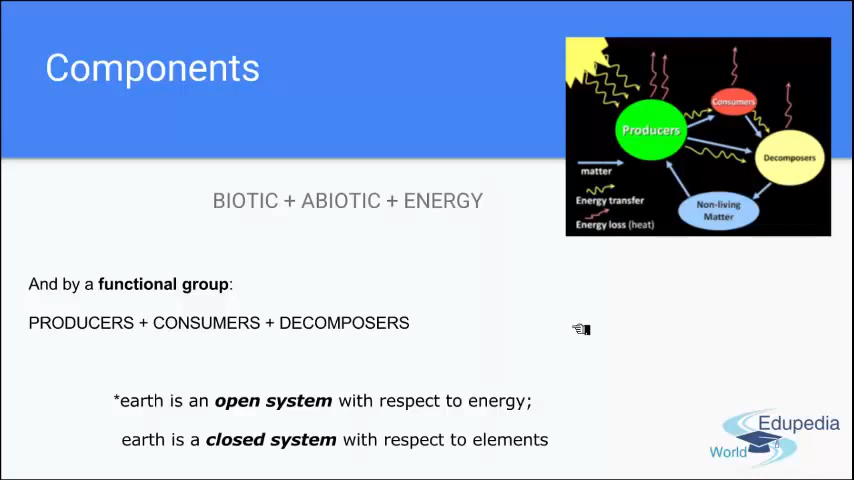 Components
Consumers
Producers
Decomposers
matter
Energy transfer
Non-living
Matter
Energy loss (heat)
BIOTIC + ABIOTIC + ENERGY
And by a functional group:
PRODUCERS + CONSUMERS + DECOMPOSERS
*earth is an open system with respect to energy;
earth is a closed system with respect to elements
Edupedia
World